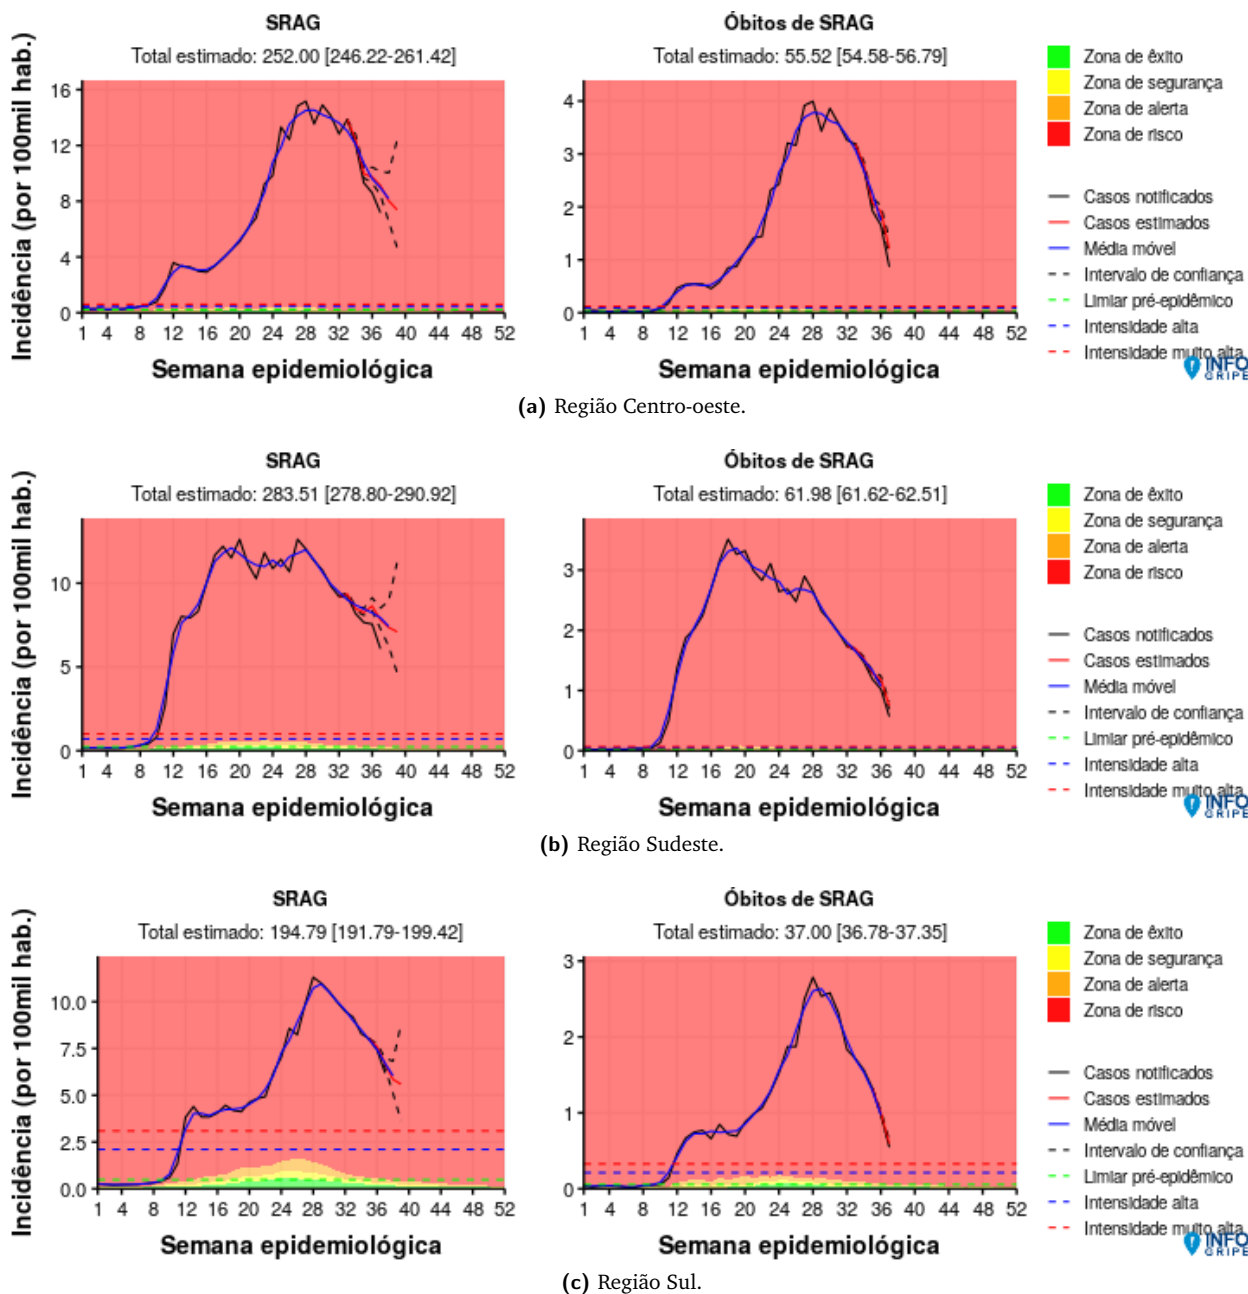 SRAG
Total estimado: 252.00 [246.22-261.42]
Óbitos de SRAG
Total estimado: 55.52 [54.58-56.79]
Incidência (por 100mil hab.)
16
12
8
4
0
1 4 8 12 16 20 24 28 32 36 40 44 48 52
Semana epidemiológica
4
3
2
1
0
1 4 8 12 16 20 24 28 32 36 40 44 48 52
Semana epidemiológica
Zona de êxito
Zona de segurança
Zona de alerta
Zona de risco
Casos notificados
Casos estimados
Média móvel
Intervalo de confiança
Limiar pré-epidêmico
Intensidade alta
Intensidade muito alta
INFO
GRIPE
(a) Região Centro-oeste.
SRAG
Total estimado: 283.51 [278.80-290.92]
Óbitos de SRAG
Total estimado: 61.98 [61.62-62.51]
Incidência (por 100mil hab.)
10
5
0
1 4 8 12 16 20 24 28 32 36 40 44 48 52
Semana epidemiológica
3
2
1
0
1 4 8 12 16 20 24 28 32 36 40 44 48 52
Semana epidemiológica
Zona de êxito
Zona de segurança
Zona de alerta
Zona de risco
Casos notificados
Casos estimados
Média móvel
Intervalo de confiança
Limiar pré-epidêmico
Intensidade alta
Intensidade muito alta
INFO
GRIPE
(b) Região Sudeste.
SRAG
Total estimado: 194.79 [191.79-199.42]
Óbitos de SRAG
Total estimado: 37.00 [36.78-37.35]
Incidência (por 100mil hab.)
10.0
7.5
5.0
2.5
0.0
1 4 8 12 16 20 24 28 32 36 40 44 48 52
Semana epidemiológica
3
2
1
0
1 4 8 12 16 20 24 28 32 36 40 44 48 52
Semana epidemiológica
Zona de êxito
Zona de segurança
Zona de alerta
Zona de risco
Casos notificados
Casos estimados
Média móvel
Intervalo de confiança
Limiar pré-epidêmico
Intensidade alta
Intensidade muito alta
INFO
GRIPE
(c) Região Sul.